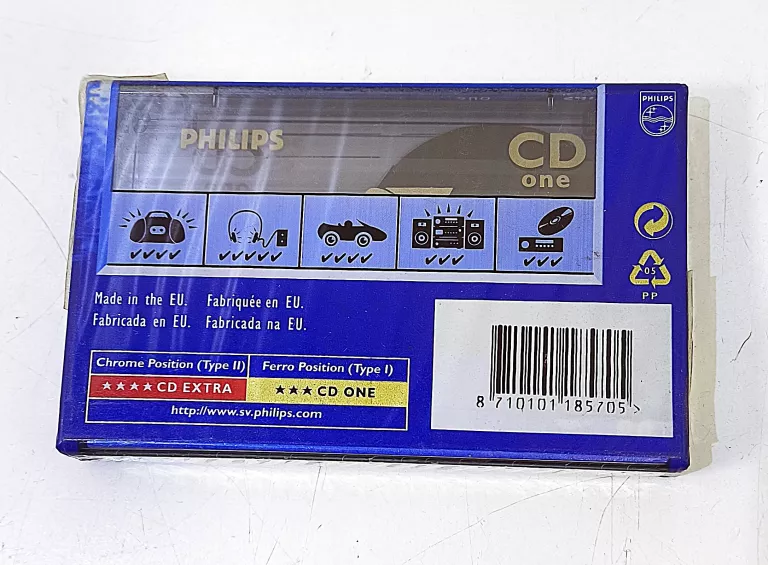 PHILIPS
PHILIPS
CD
one
05
PP
Made in the EU. Fabriquée en EU.
Fabricada en EU. Fabricada na EU.
Chrome Position (Type II) Ferro Position (Type I)
★★★★ CD EXTRA ★★★ CD ONE
http://www.sv.philips.com
8 710101 185705 >